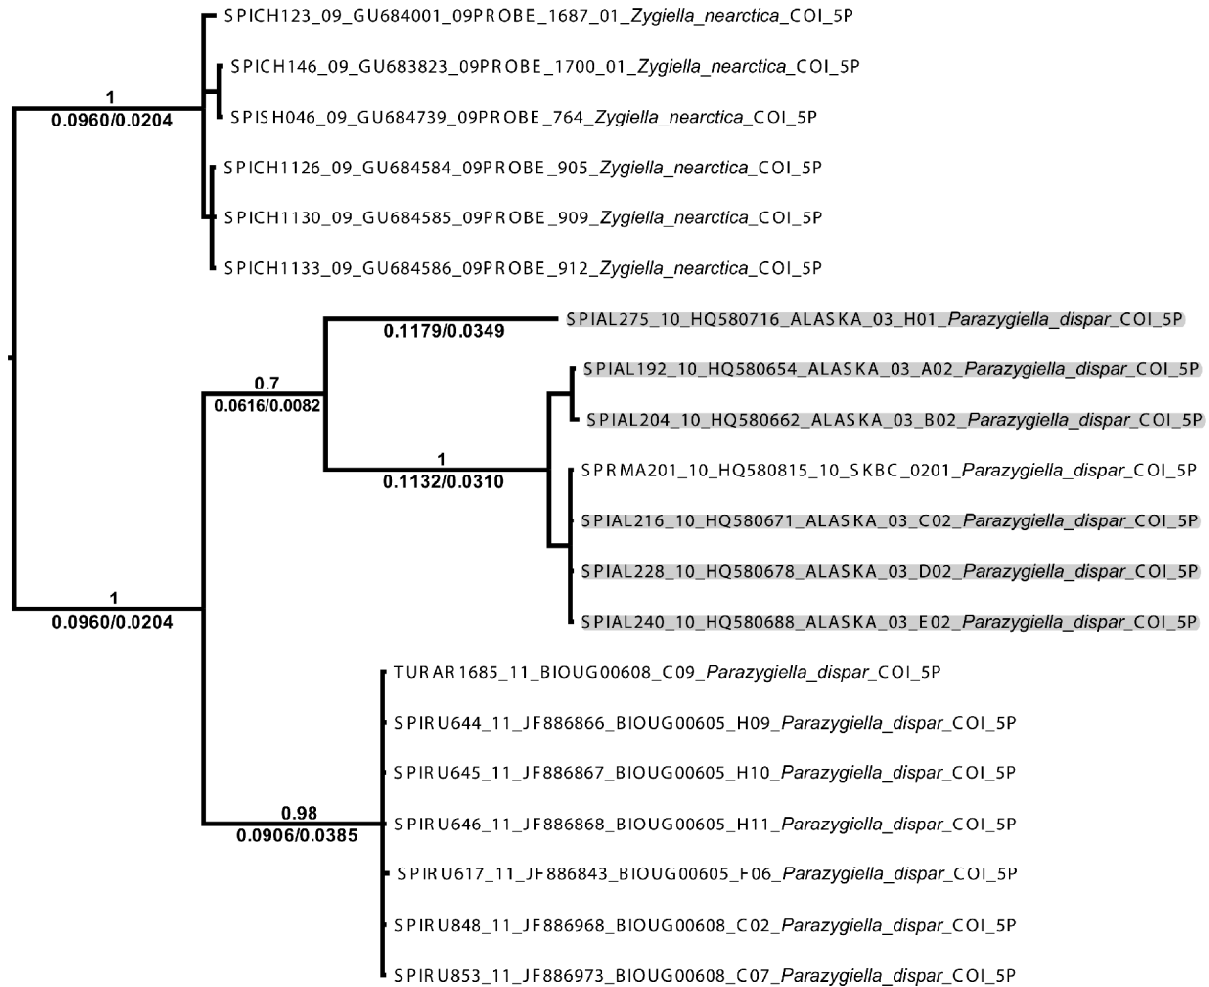 SPICH123_09_GU684001_09PROBE_1687_01_Zygiella_nearctica_COI_5P
SPICH146_09_GU683823_09PROBE_1700_01_Zygiella_nearctica_COI_5P
1
0.0960/0.0204
SPISH046_09_GU684739_09PROBE_764_Zygiella_nearctica_COI_5P
SPICH1126_09_GU684584_09PROBE_905_Zygiella_nearctica_COI_5P
SPICH1130_09_GU684585_09PROBE_909_Zygiella_nearctica_COI_5P
SPICH1133_09_GU684586_09PROBE_912_Zygiella_nearctica_COI_5P
SPIAL275_10_HQ580716_ALASKA_03_H01_Parazygiella_dispar_COI_5P
0.1179/0.0349
SPIAL192_10_HQ580654_ALASKA_03_A02_Parazygiella_dispar_COI_5P
0.7
0.0616/0.0082
SPIAL204_10_HQ580662_ALASKA_03_B02_Parazygiella_dispar_COI_5P
1
0.1132/0.0310
SPRMA201_10_HQ580815_10_SKBC_0201_Parazygiella_dispar_COI_5P
SPIAL216_10_HQ580671_ALASKA_03_C02_Parazygiella_dispar_COI_5P
SPIAL228_10_HQ580678_ALASKA_03_D02_Parazygiella_dispar_COI_5P
1
0.0960/0.0204
SPIAL240_10_HQ580688_ALASKA_03_E02_Parazygiella_dispar_COI_5P
TURAR1685_11_BIOUG00608_C09_Parazygiella_dispar_COI_5P
SPIRU644_11_JF886866_BIOUG00605_H09_Parazygiella_dispar_COI_5P
SPIRU645_11_JF886867_BIOUG00605_H10_Parazygiella_dispar_COI_5P
0.98
0.0906/0.0385
SPIRU646_11_JF886868_BIOUG00605_H11_Parazygiella_dispar_COI_5P
SPIRU617_11_JF886843_BIOUG00605_F06_Parazygiella_dispar_COI_5P
SPIRU848_11_JF886968_BIOUG00608_C02_Parazygiella_dispar_COI_5P
SPIRU853_11_JF886973_BIOUG00608_C07_Parazygiella_dispar_COI_5P